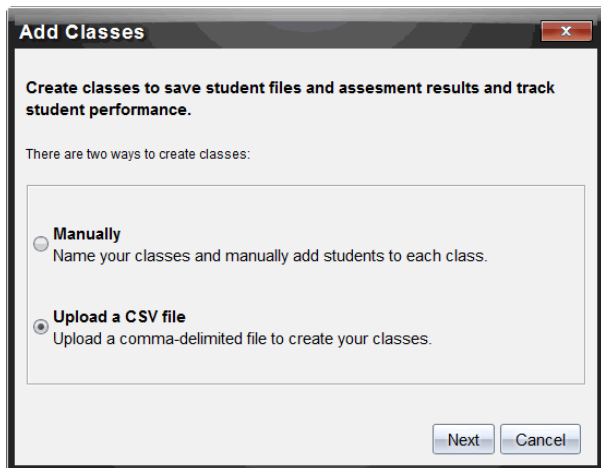 Add Classes
x
Create classes to save student files and assesment results and track
student performance.
There are two ways to create classes:
Manually
Name your classes and manually add students to each class.
Upload a CSV file
Upload a comma-delimited file to create your classes.
Next Cancel